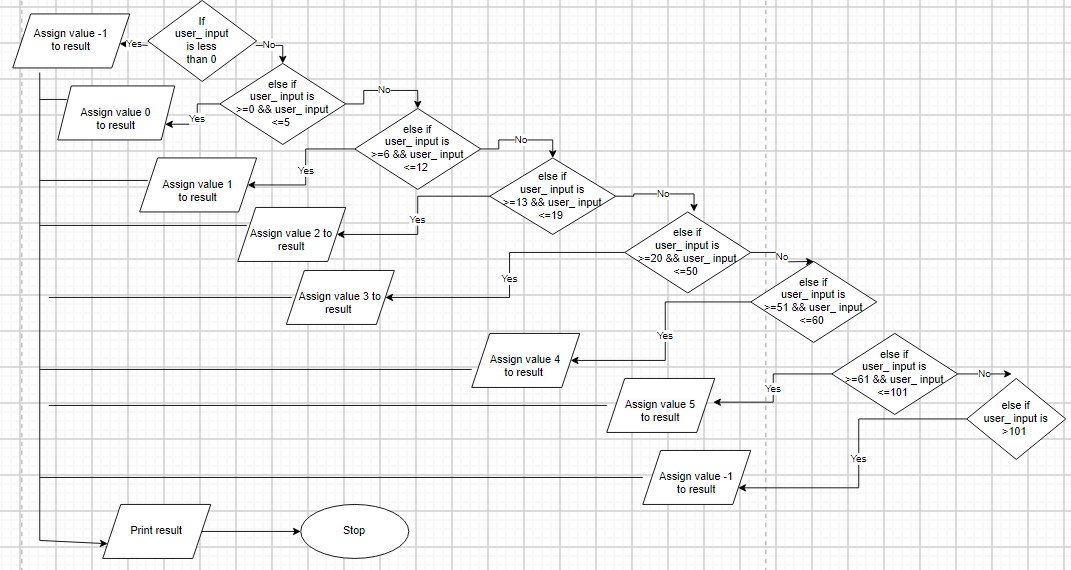 If
user_ input
is less
than 0
Yes
No
Assign value -1
to result
else if
user_ input is
>=0 && user_ input
<=5
Yes
No
Assign value 0
to result
else if
user_ input is
>=6 && user_ input
<=12
Yes
No
Assign value 1
to result
else if
user_ input is
>=13 && user_ input
<=19
Yes
No
Assign value 2 to
result
else if
user_ input is
>=20 && user_ input
<=50
Yes
No
Assign value 3 to
result
else if
user_ input is
>=51 && user_ input
<=60
Yes
Assign value 4
to result
else if
user_ input is
>=61 && user_ input
<=101
Yes
No
Assign value 5
to result
else if
user_ input is
>101
Yes
Assign value -1
to result
Print result
Stop